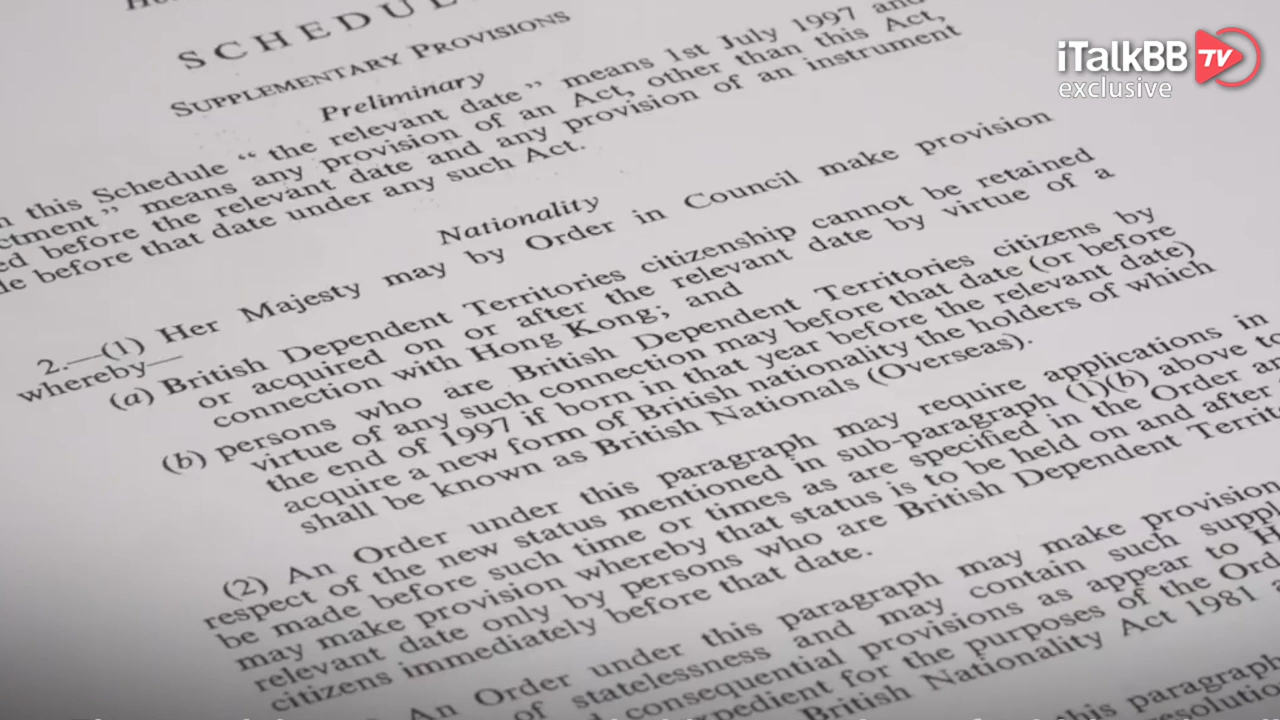 SCHEDU
SUPPLEMENTARY PROVISIONS
Preliminary
this Schedule “ the relevant date ” means 1st July 1997 and
ctment ” means any provision of an Act, other than this Act,
ed before the relevant date and any provision of an instrument
before that date under any such Act.
Nationality
2.—(1) Her Majesty may by Order in Council make provision
whereby—
(a) British Dependent Territories citizenship cannot be retained
or acquired on or after the relevant date by virtue of a
connection with Hong Kong; and
(b) persons who are British Dependent Territories citizens by
virtue of any such connection may before that date (or before
the end of 1997 if born in that year before the relevant date)
acquire a new form of British nationality the holders of which
shall be known as British Nationals (Overseas).
(2) An Order under this paragraph may require applications in
respect of the new status mentioned in sub-paragraph (1)(b) above to
be made before such time or times as are specified in the Order an
may make provision whereby that status is to be held on and after
relevant date only by persons who are British Dependent Territo
citizens immediately before that date.
An Order under this paragraph may make provision
of statelessness and may contain such suppl
consequential provisions as appear to H
xpedient for the purposes of the Ord
British Nationality Act 1981
this paragraph
esolutio
iTalkBB TV
exclusive